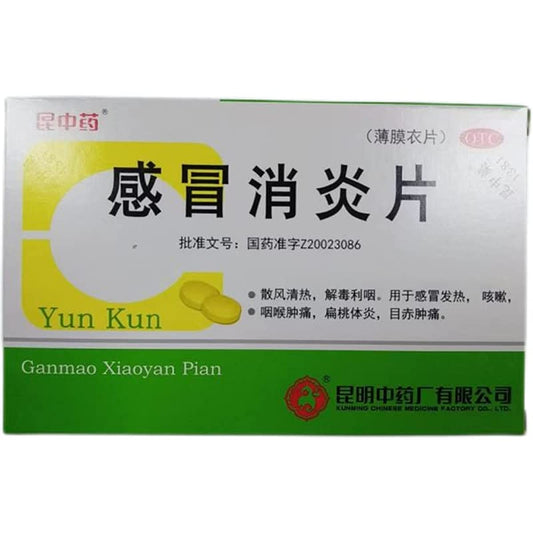 昆中药®
(薄膜衣片) OTC
昆中药 1381
感冒消炎片
批准文号：国药准字Z20023086
• 散风清热，解毒利咽。用于感冒发热，咳嗽，
• 咽喉肿痛，扁桃体炎，目赤肿痛。
Yun Kun
Ganmao Xiaoyan Pian
昆明中药厂有限公司
KUNMING CHINESE MEDICINE FACTORY CO., LTD.